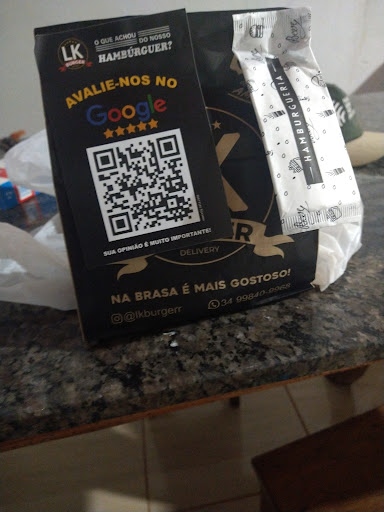 LK
BURGER
O QUE ACHOU DO NOSSO
HAMBÚRGUER?
AVALIE-NOS NO
Google
SUA OPINIÃO É MUITO IMPORTANTE!
HAMBURGUERIA
K
ER
DELIVERY
NA BRASA É MAIS GOSTOSO!
@lkburgerr